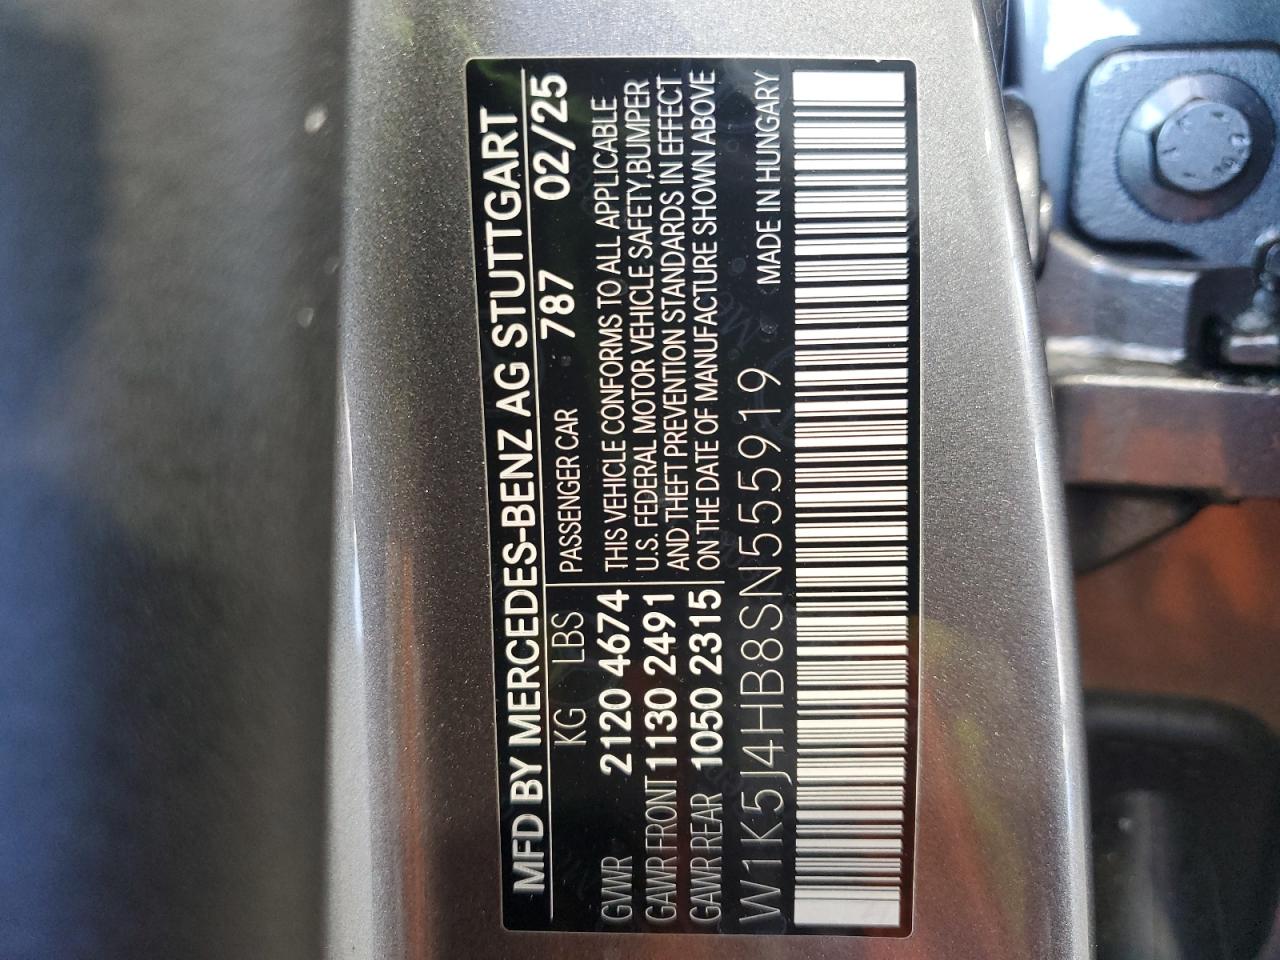 MFD BY MERCEDES-BENZ AG STUTTGART
KG LBS PASSENGER CAR 787 02/25
GWWR 2120 4674
GAWR FRONT 1130 2491
GAWR REAR 1050 2315
THIS VEHICLE CONFORMS TO ALL APPLICABLE
U.S. FEDERAL MOTOR VEHICLE SAFETY,BUMPER
AND THEFT PREVENTION STANDARDS IN EFFECT
ON THE DATE OF MANUFACTURE SHOWN ABOVE
W1K5J4HB8SN555919 MADE IN HUNGARY